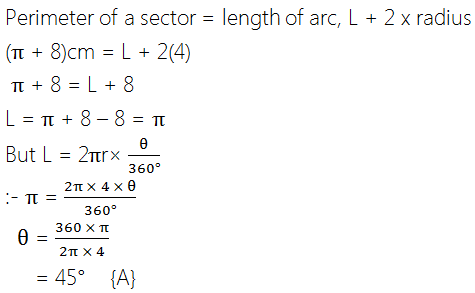 Perimeter of a sector = length of arc, L + 2 x radius
(π + 8)cm = L + 2(4)
π + 8 = L + 8
L = π + 8 – 8 = π
But L = 2πr× θ/360°
:- π = 2π × 4 × θ/360°
θ = 360 × π/2π × 4
= 45° {A}